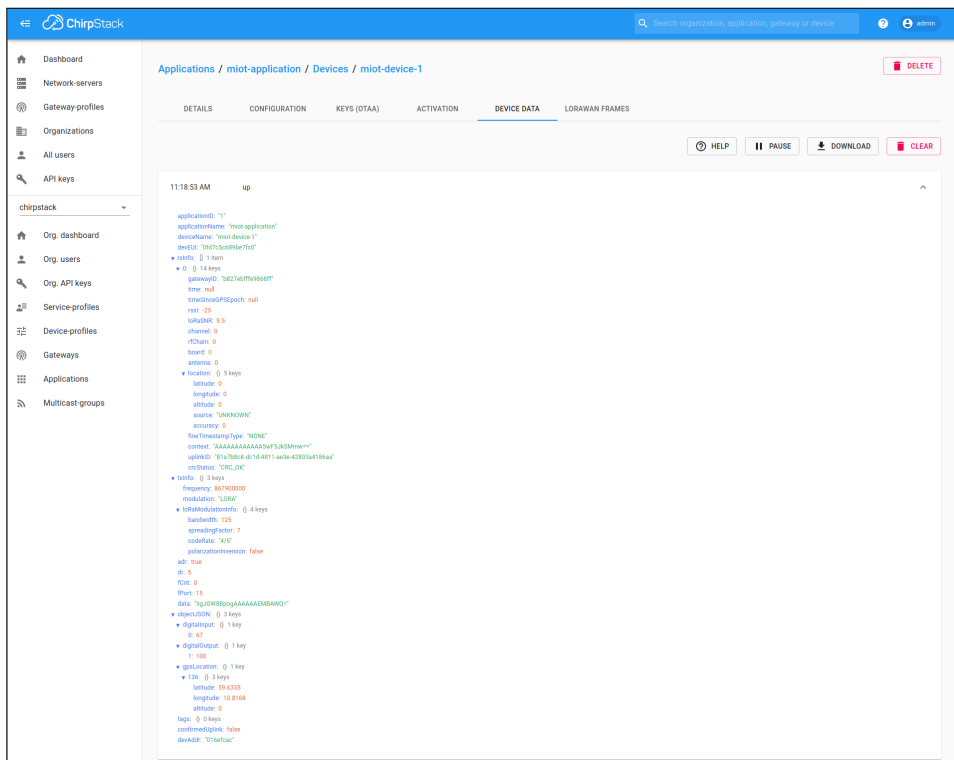 ChirpStack
Search organization, application, gateway or device
?
admin
Dashboard
Network-servers
Gateway-profiles
Organizations
All users
API keys
chirpstack
Org. dashboard
Org. users
Org. API keys
Service-profiles
Device-profiles
Gateways
Applications
Multicast-groups
Applications / miot-application / Devices / miot-device-1
DELETE
DETAILS CONFIGURATION KEYS (OTAA) ACTIVATION DEVICE DATA LORAWAN FRAMES
? HELP PAUSE DOWNLOAD CLEAR
11:18:53 AM up
applicationID: "1"
applicationName: "miot-application"
deviceName: "miot-device-1"
devEUI: "0fd7c5c689be7fc0"
rxInfo: [] 1 item
0: {} 14 keys
gatewayID: "b827ebfffe9868ff"
time: null
timeSinceGPSEpoch: null
rssi: -25
loRaSNR: 9.5
channel: 0
rfChain: 0
board: 0
antenna: 0
location: {} 5 keys
latitude: 0
longitude: 0
altitude: 0
source: "UNKNOWN"
accuracy: 0
fineTimestampType: "NONE"
context:
uplinkID: "81a7b8c8-dc1d-4811-ae3e-42803a4186aa"
crcStatus: "CRC_OK"
txInfo: {} 3 keys
frequency: 867900000
modulation: "LORA"
loRaModulationInfo: {} 4 keys
bandwidth: 125
spreadingFactor: 7
codeRate: "4/5"
polarizationInversion: false
adr: true
dr: 5
fCnt: 0
fPort: 15
data:
objectJSON: {} 3 keys
digitalInput: {} 1 key
0: 67
digitalOutput: {} 1 key
1: 100
gpsLocation: {} 1 key
136: {} 3 keys
latitude: 59.6335
longitude: 10.8168
altitude: 0
tags: {} 0 keys
confirmedUplink: false
devAddr: "016efcac"